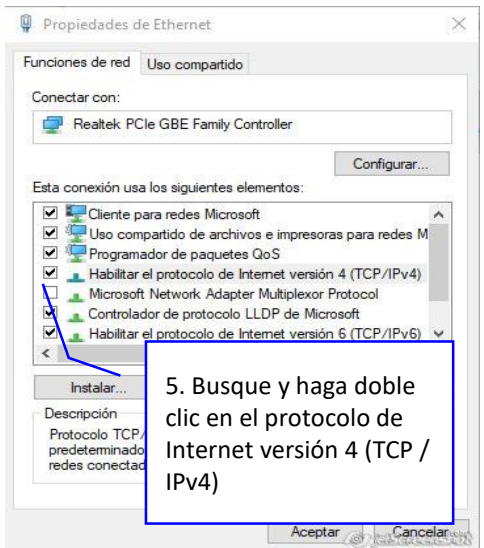 Propiedades de Ethernet
Funciones de red Uso compartido
Conectar con:
Realtek PCIe GBE Family Controller
Configurar...
Esta conexión usa los siguientes elementos:
Cliente para redes Microsoft
Uso compartido de archivos e impresoras para redes M
Programador de paquetes QoS
Habilitar el protocolo de Internet versión 4 (TCP/IPv4)
Microsoft Network Adapter Multiplexor Protocol
Controlador de protocolo LLDP de Microsoft
Habilitar el protocolo de Internet versión 6 (TCP/IPv6)
Instalar...
Descripción
Protocolo TCP/
predeterminado
redes conectad
5. Busque y haga doble
clic en el protocolo de
Internet versión 4 (TCP /
IPv4)
Aceptar Cancelar